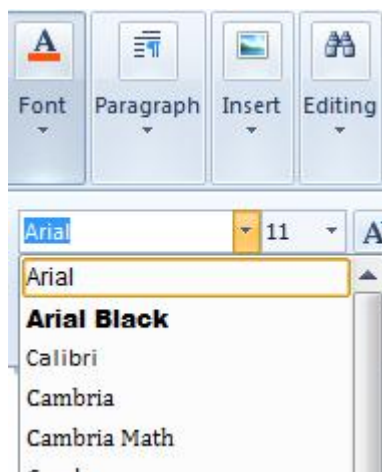 Font Paragraph Insert Editing
Arial 11 A
Arial
Arial Black
Calibri
Cambria
Cambria Math